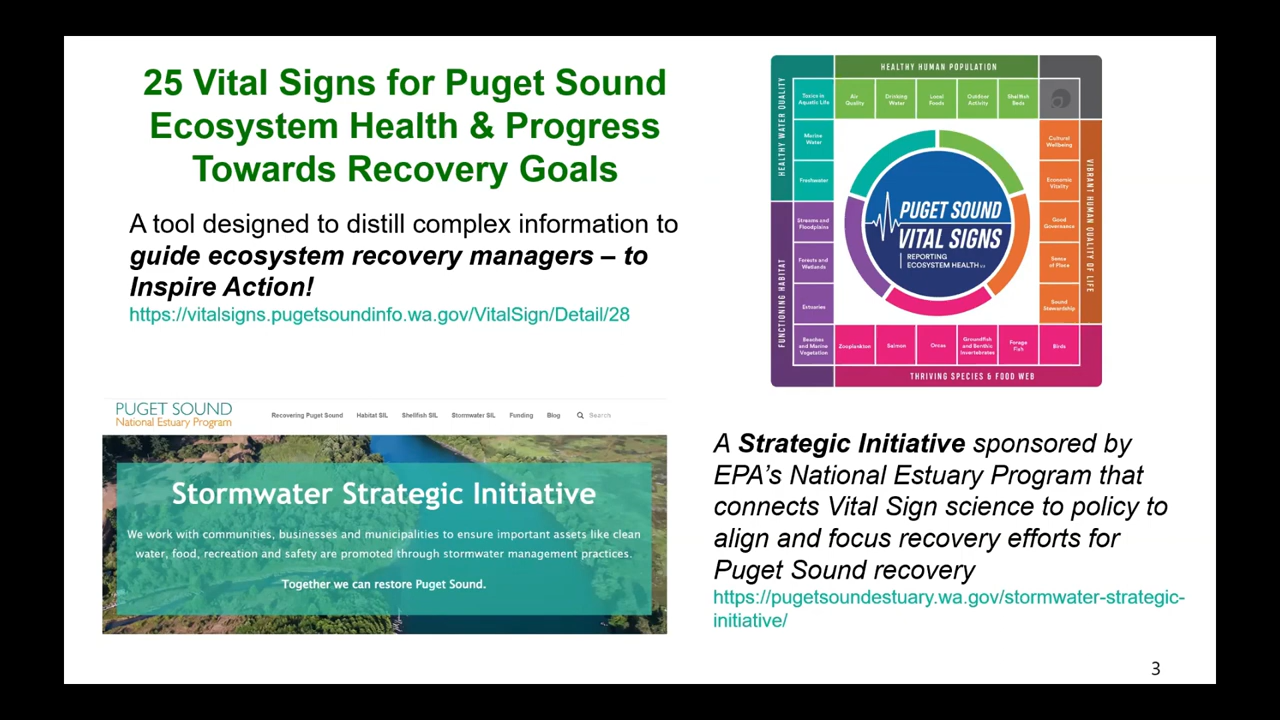 25 Vital Signs for Puget Sound
Ecosystem Health & Progress
Towards Recovery Goals
A tool designed to distill complex information to
guide ecosystem recovery managers – to
Inspire Action!
https://vitalsigns.pugetsoundinfo.wa.gov/VitalSign/Detail/28
HEALTHY HUMAN POPULATION
HEALTHY WATER QUALITY
Toxics in
Aquatic Life
Air
Quality
Drinking
Water
Local
Foods
Outdoor
Activity
Shellfish
Beds
Marine
Water
Freshwater
Cultural
Wellbeing
Economic
Vitality
Good
Governance
Sense
of Place
Sound
Stewardship
VIBRANT HUMAN QUALITY OF LIFE
FUNCTIONING HABITAT
Streams and
Floodplains
Forests and
Wetlands
Estuaries
Beaches
and Marine
Vegetation
PUGET SOUND
VITAL SIGNS
REPORTING
ECOSYSTEM HEALTH
Zooplankton
Salmon
Orcas
Groundfish
and Benthic
Invertebrates
Forage
Fish
Birds
THRIVING SPECIES & FOOD WEB
PUGET SOUND
National Estuary Program
Recovering Puget Sound Habitat SIL Shellfish SIL Stormwater SIL Funding Blog Search
Stormwater Strategic Initiative
We work with communities, businesses and municipalities to ensure important assets like clean
water, food, recreation and safety are promoted through stormwater management practices.
Together we can restore Puget Sound.
A Strategic Initiative sponsored by
EPA’s National Estuary Program that
connects Vital Sign science to policy to
align and focus recovery efforts for
Puget Sound recovery
https://pugetsoundestuary.wa.gov/stormwater-strategic-
initiative/
3